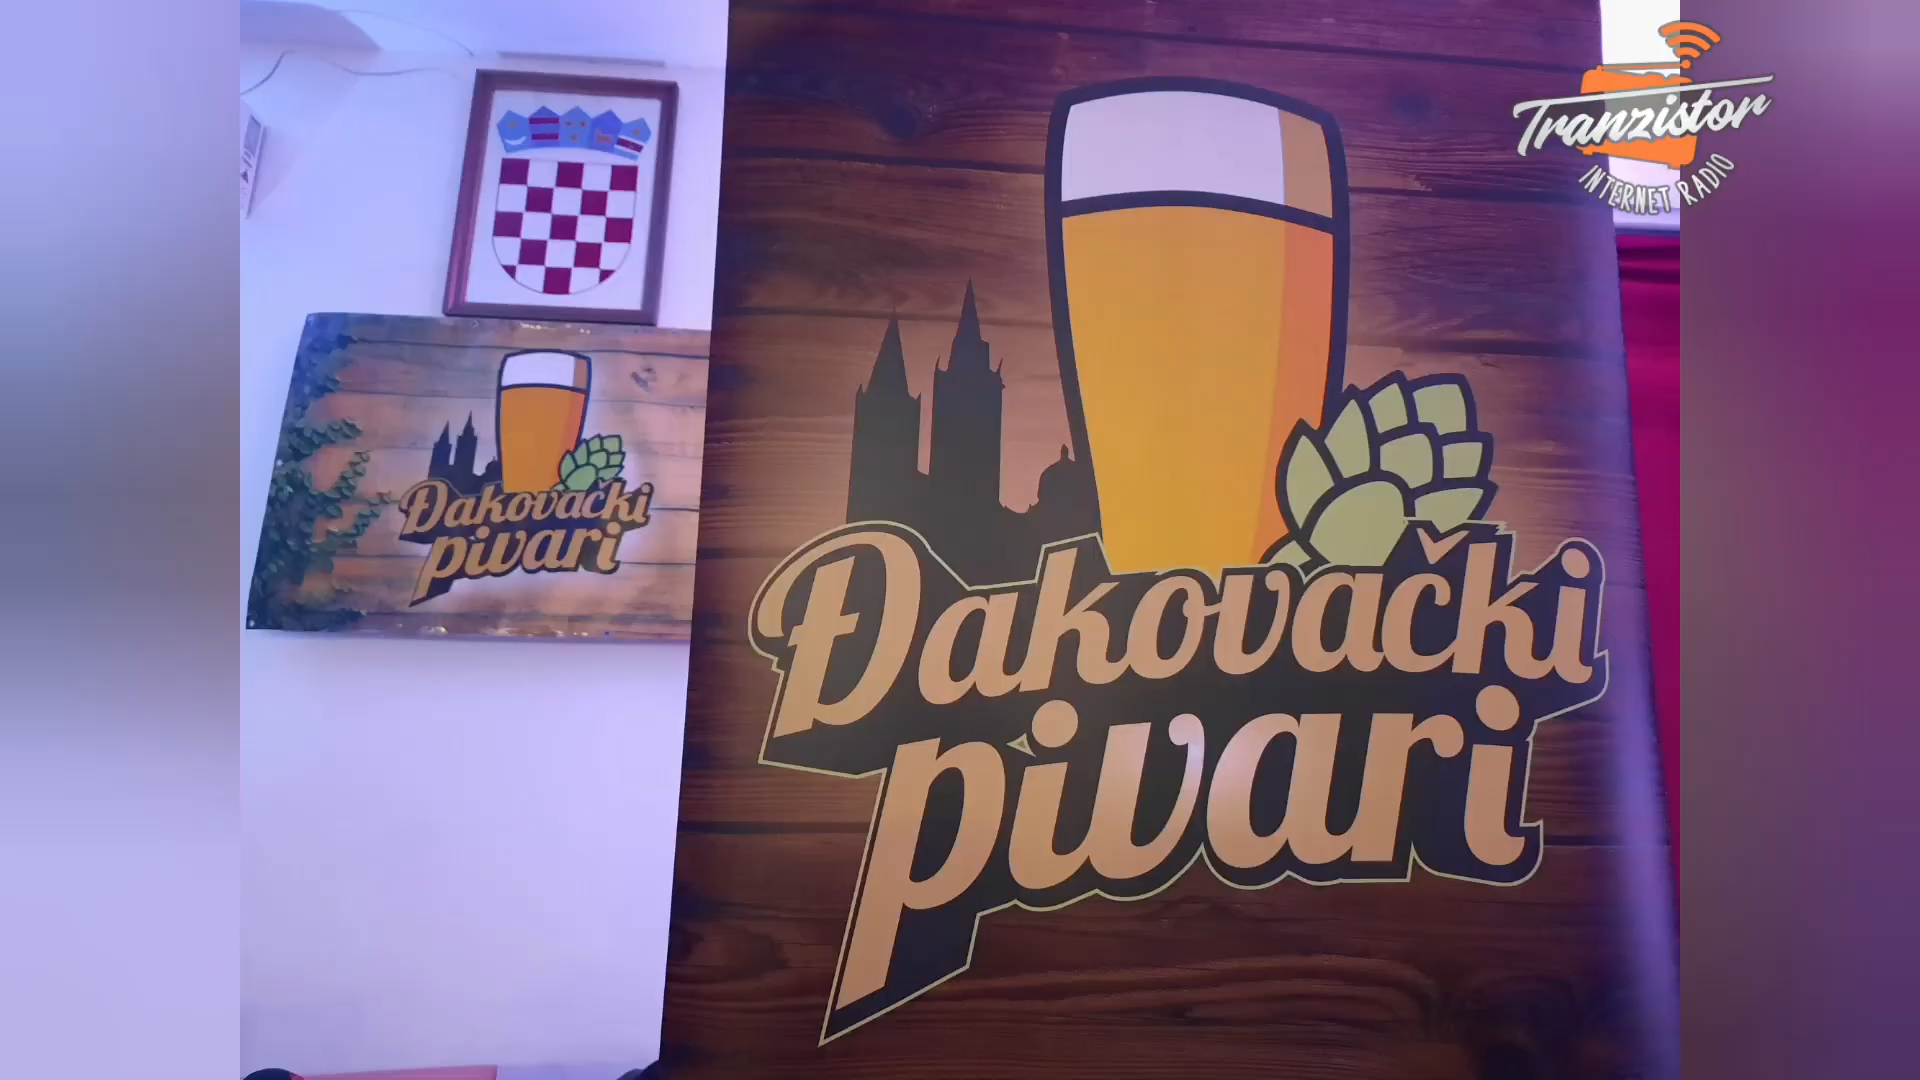 Tranzistor
INTERNET RADIO
Đakovački
pivari
Đakovački
pivari